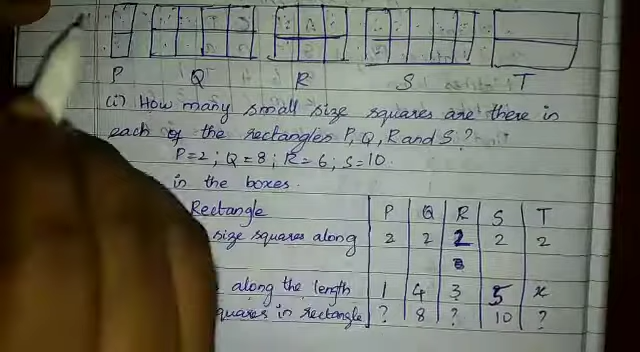 P Q R S T
(i) How many small size squares are there in
each of the rectangles P, Q, R and S?
P=2; Q=8; R=6; S=10.
in the boxes.
Rectangle P Q R S T
size squares along 2 2 2 2 2
along the length 1 4 3 5 x
quares in rectangle ? 8 ? 10 ?